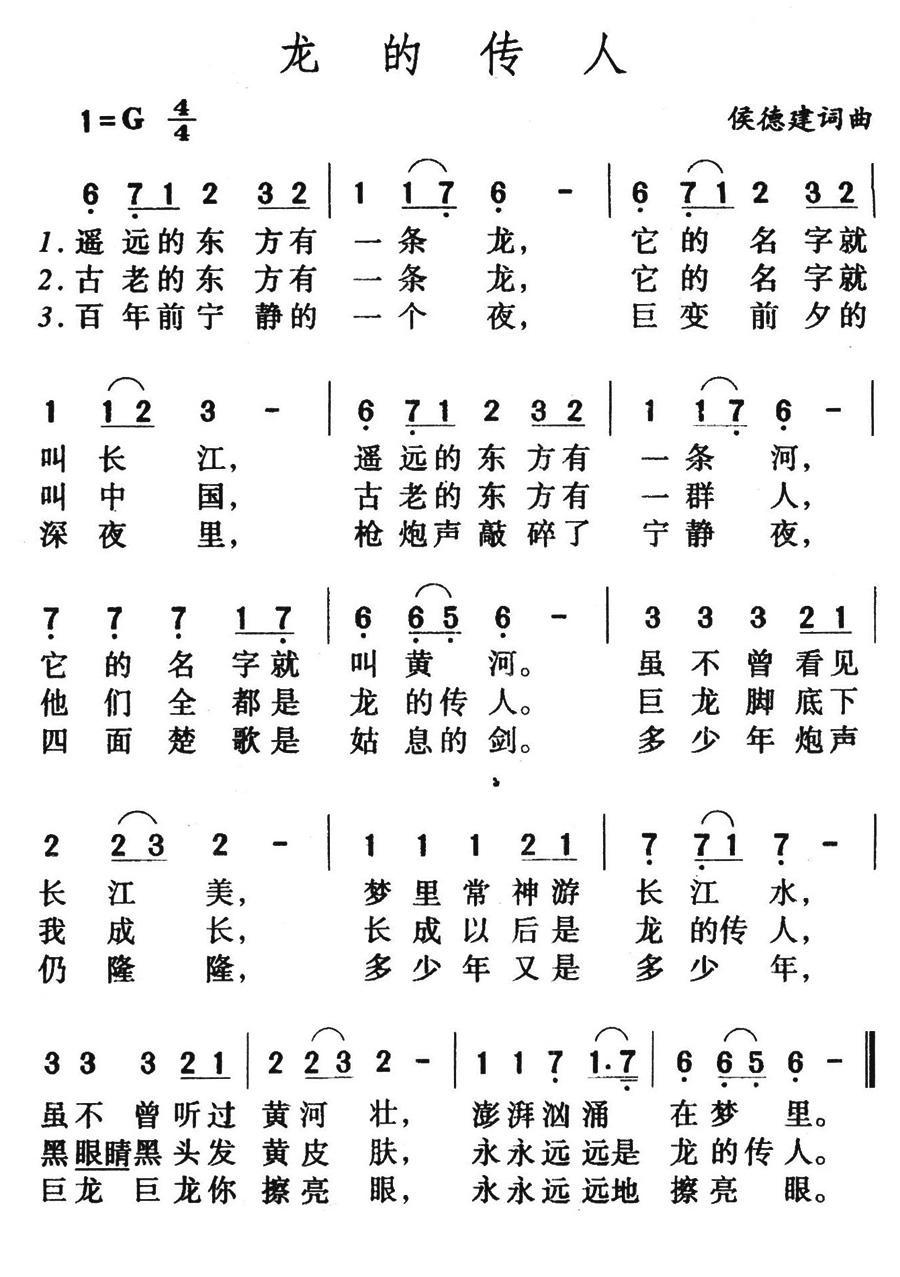 龙的传人
1=G 4/4 侯德建词曲
6 7 1 2 3 2 | 1 1 7 6 - | 6 7 1 2 3 2 |
1.遥远的东方有一条龙，它的名字就
2.古老的东方有一条龙，它的名字就
3.百年前宁静的一个夜，巨变前夕的
1 1 2 3 - | 6 7 1 2 3 2 | 1 1 7 6 - |
叫长江，遥远的东方有一条河，
叫中国，古老的东方有一群人，
深夜里，枪炮声敲碎了宁静夜，
7 7 7 1 7 | 6 6 5 6 - | 3 3 3 2 1 |
它的名字就叫黄河。虽不曾看见
他们全都是龙的传人。巨龙脚底下
四面楚歌是姑息的剑。多少年炮声
2 2 3 2 - | 1 1 1 2 1 | 7 7 1 7 - |
长江美，梦里常神游长江水，
我成长，长成以后是龙的传人，
仍隆隆，多少年又是多少年，
3 3 3 2 1 | 2 2 3 2 - | 1 1 7 1·7 | 6 6 5 6 - ‖
虽不曾听过黄河壮，澎湃汹涌在梦里。
黑眼睛黑头发黄皮肤，永永远远是龙的传人。
巨龙巨龙你擦亮眼，永永远远地擦亮眼。